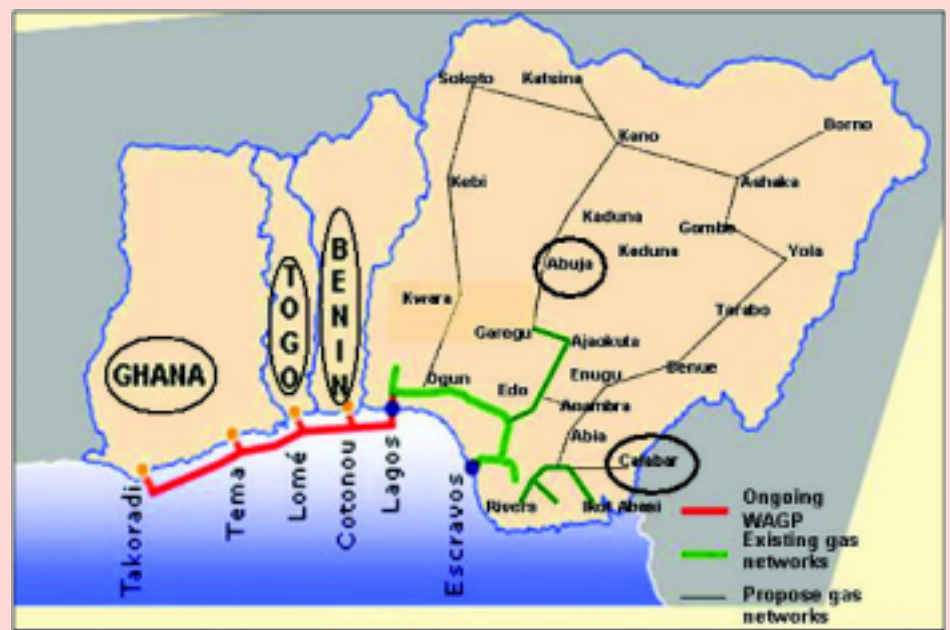 Sokoto
Katsina
Kano
Borno
Kebi
Ashaka
Kaduna
Gombe
Kaduna
Yola
Abuja
Kwara
Tarabo
Garegu
Ajaokuta
Benue
Enugu
Ogun
Edo
Anambra
Abia
Calabar
Rivers
Ikot Abasi
GHANA
TOGO
BENIN
Takoradi
Tema
Lomé
Cotonou
Lagos
Escravos
Ongoing
WAGP
Existing gas
networks
Propose gas
networks